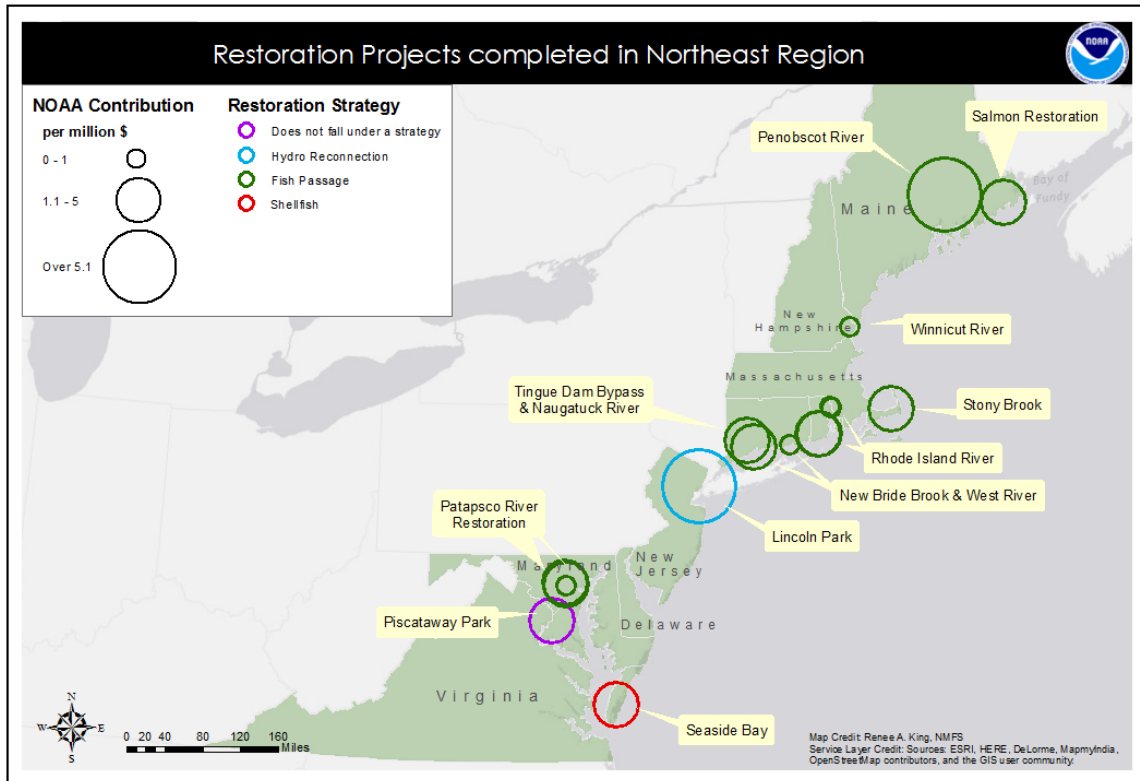 Restoration Projects completed in Northeast Region
NOAA
NOAA Contribution
per million $
0 - 1
1.1 - 5
Over 5.1
Restoration Strategy
Does not fall under a strategy
Hydro Reconnection
Fish Passage
Shellfish
Salmon Restoration
Penobscot River
Bay of
Fundy
Maine
New
Hampshire
Winnicut River
Massachusetts
Tingue Dam Bypass
& Naugatuck River
Stony Brook
Rhode Island River
New Bride Brook & West River
Lincoln Park
Patapsco River
Restoration
Maryland
New
Jersey
Piscataway Park
Delaware
Virginia
Seaside Bay
N
W
E
S
0 20 40 80 120 160
Miles
Map Credit: Renee A. King, NMFS
Service Layer Credit: Sources: ESRI, HERE, DeLorme, MapmyIndia,
OpenStreetMap contributors, and the GIS user community.